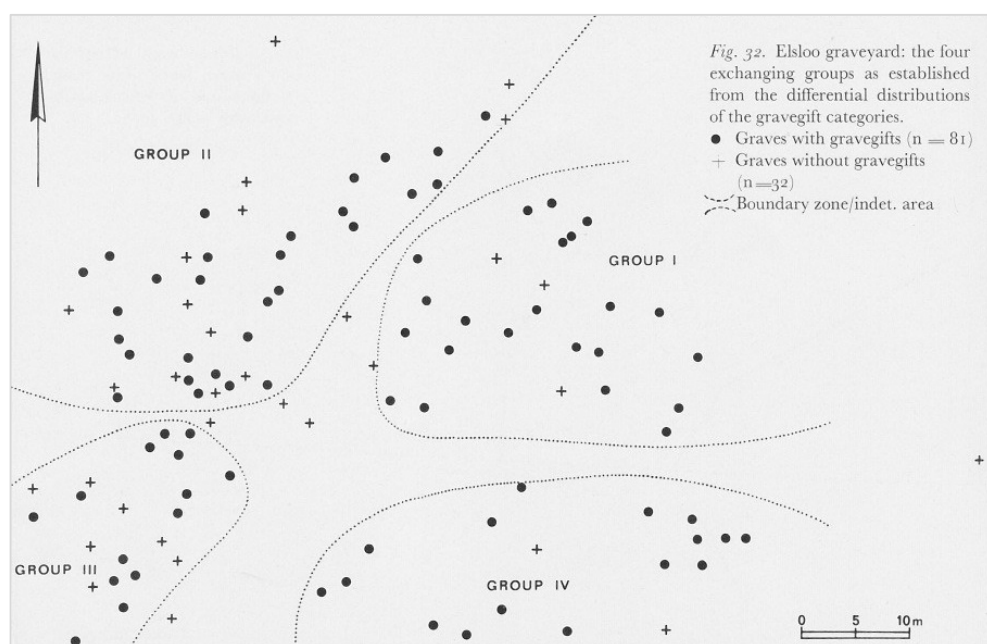 Fig. 32. Elsloo graveyard: the four
exchanging groups as established
from the differential distributions
of the gravegift categories.
Graves with gravegifts (n = 81)
Graves without gravegifts
(n=32)
Boundary zone/indet. area
GROUP II
GROUP I
GROUP III
GROUP IV
0 5 10 m